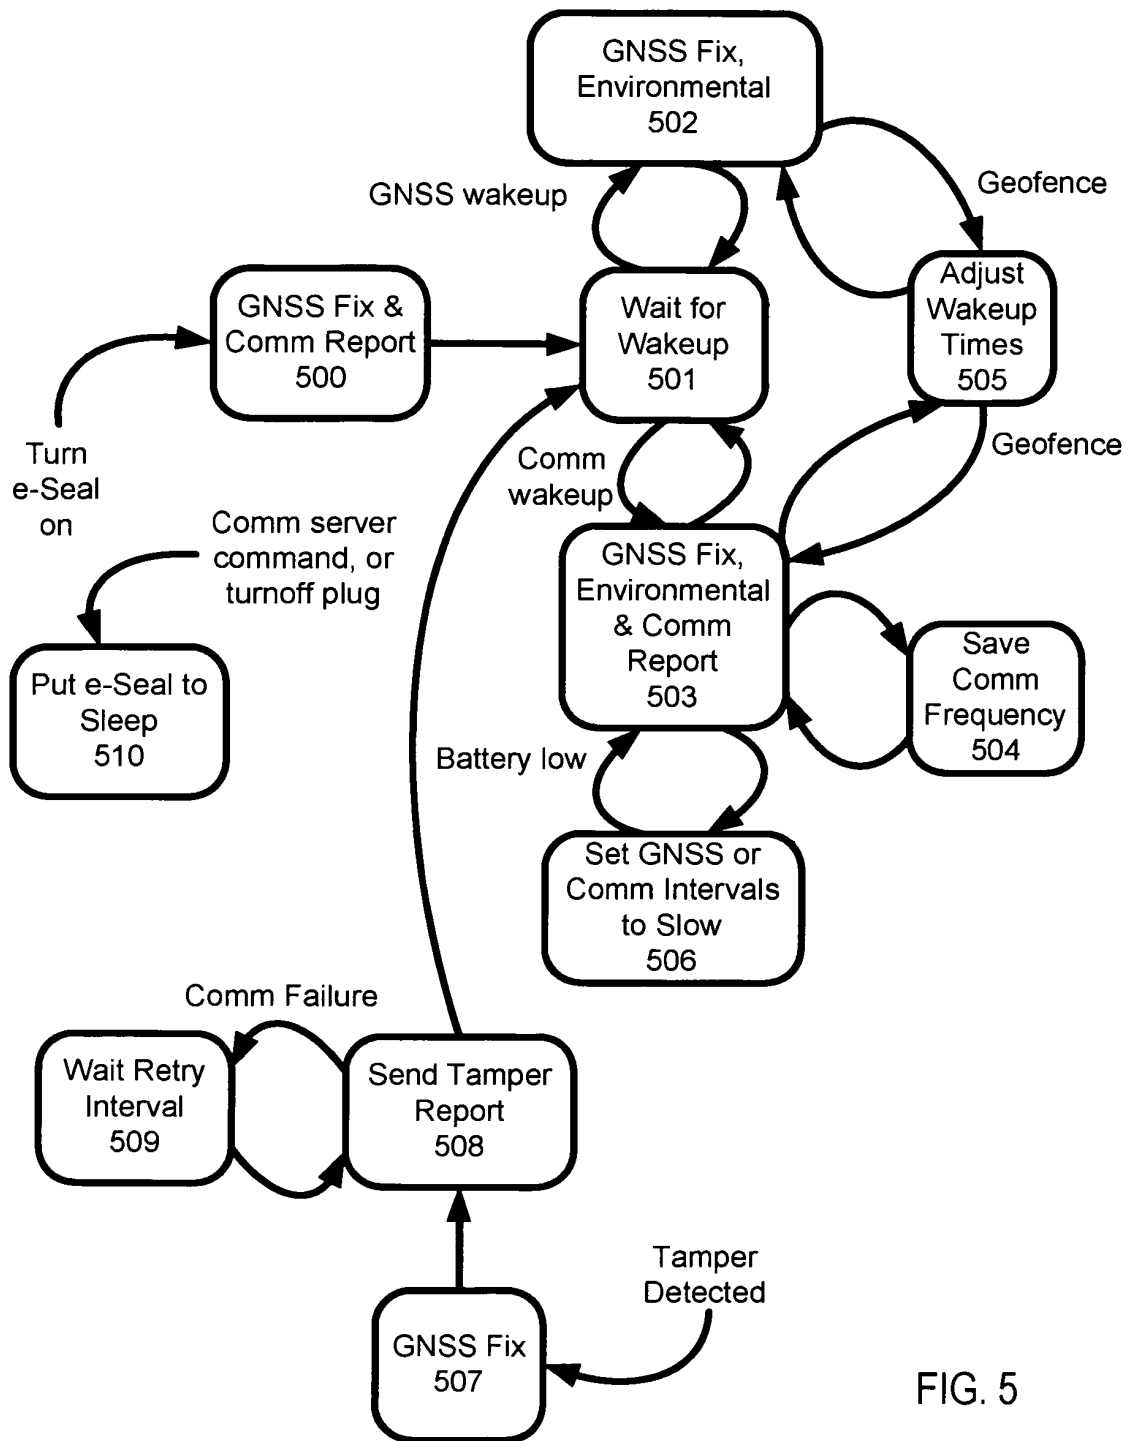 GNSS Fix,
Environmental
502
GNSS wakeup
Geofence
GNSS Fix &
Comm Report
500
Wait for
Wakeup
501
Adjust
Wakeup
Times
505
Turn
e-Seal
on
Comm
wakeup
Geofence
Comm server
command, or
turnoff plug
GNSS Fix,
Environmental
& Comm
Report
503
Save
Comm
Frequency
504
Put e-Seal to
Sleep
510
Battery low
Set GNSS or
Comm Intervals
to Slow
506
Comm Failure
Wait Retry
Interval
509
Send Tamper
Report
508
Tamper
Detected
GNSS Fix
507
FIG. 5